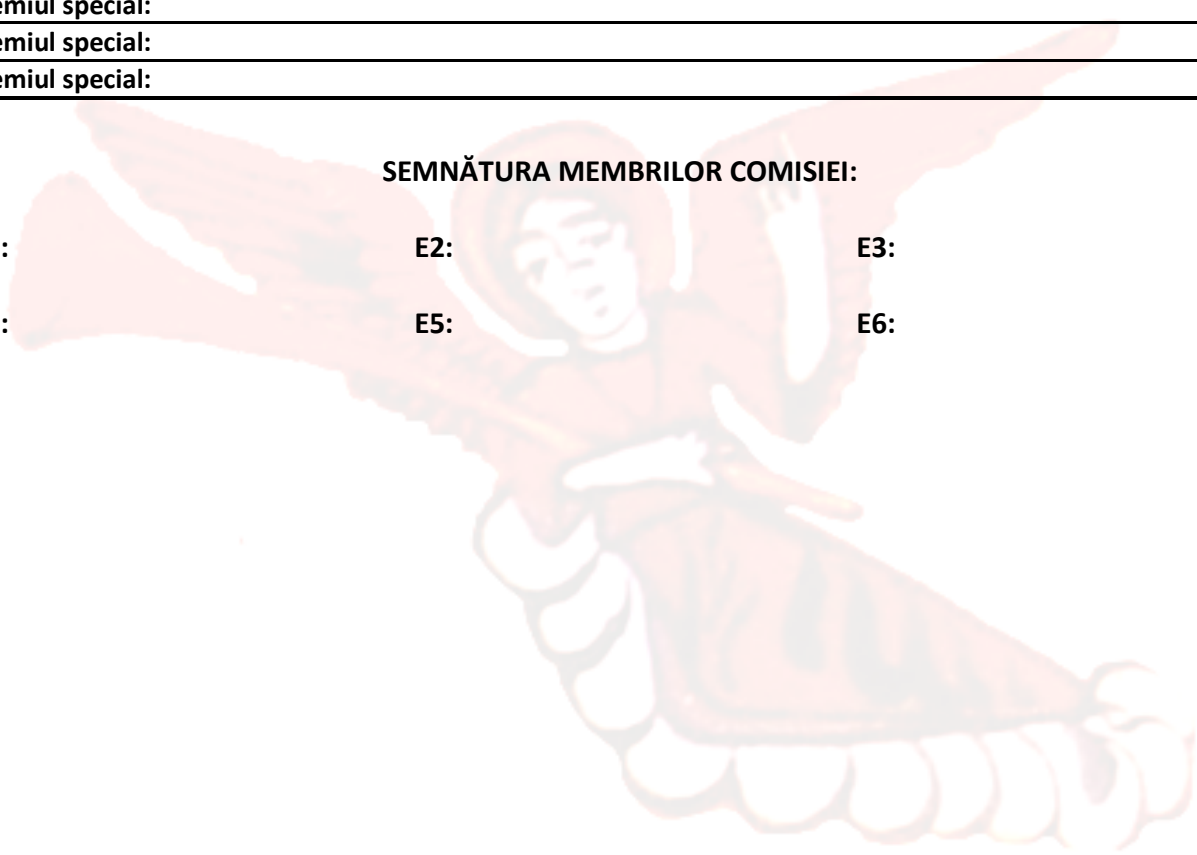 emiul special:
emiul special:
emiul special:
SEMNĂTURA MEMBRILOR COMISIEI:
: E2: E3:
: E5: E6: